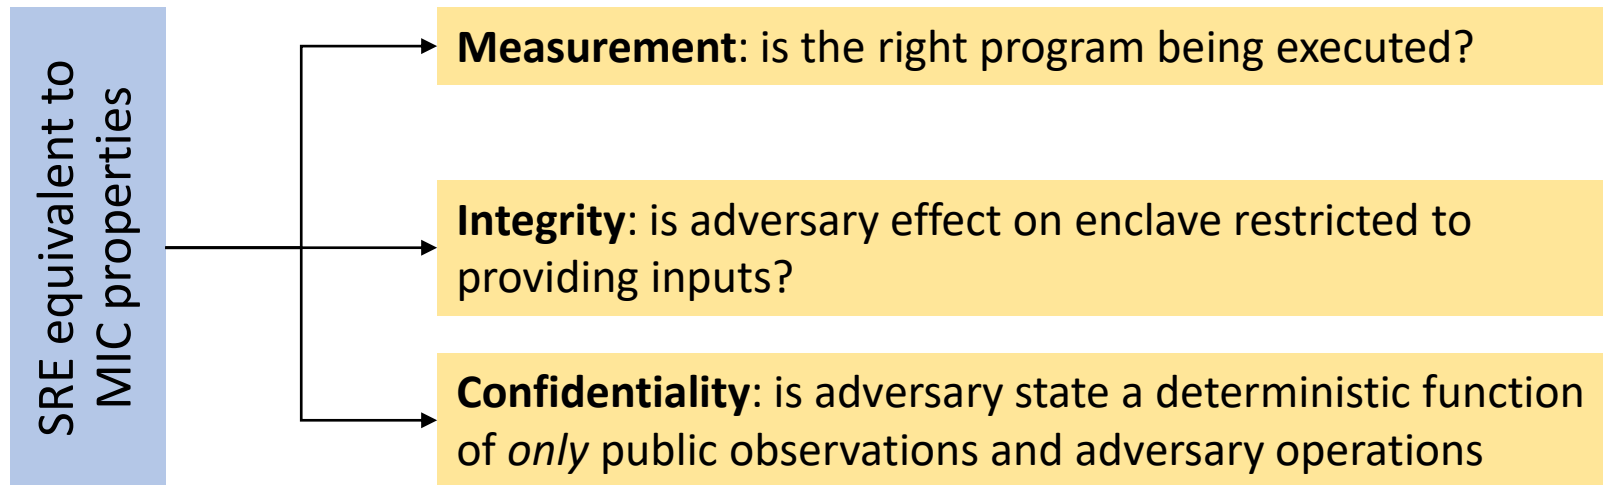 SRE equivalent to
MIC properties
Measurement: is the right program being executed?
Integrity: is adversary effect on enclave restricted to
providing inputs?
Confidentiality: is adversary state a deterministic function
of only public observations and adversary operations